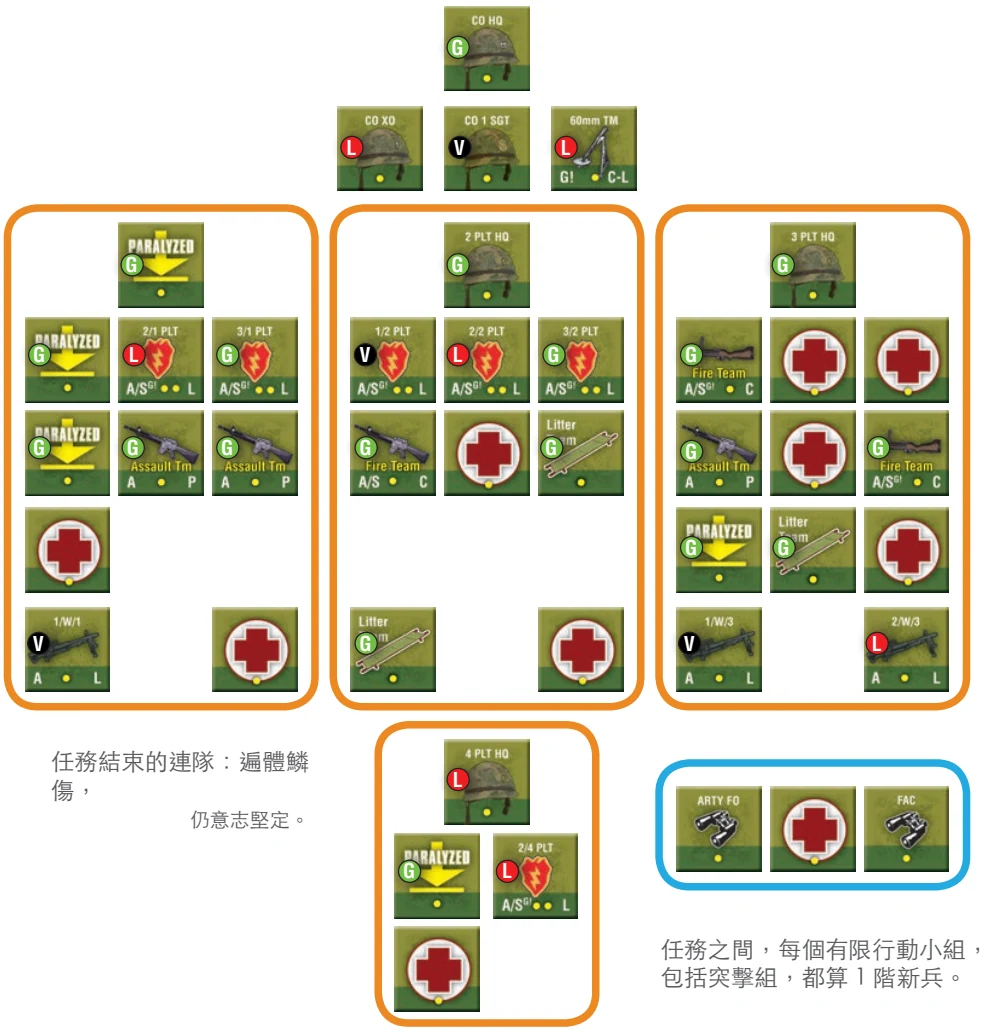 CO HQ
G
CO XO
L
CO 1 SGT
V
60mm TM
L
G! C-L
PARALYZED
G
2 PLT HQ
G
3 PLT HQ
G
PARALYZED
G
2/1 PLT
L
A/S G! L
3/1 PLT
G
A/S G! L
1/2 PLT
V
A/S G! L
2/2 PLT
L
A/S G! L
3/2 PLT
G
A/S G! L
G
Fire Team
A/S G! C
PARALYZED
G
G
Assault Tm
A P
G
Assault Tm
A P
G
Fire Team
A/S C
Litter
G
G
Assault Tm
A P
G
Fire Team
A/S G! C
PARALYZED
G
Litter
G
1/W/1
V
A L
Litter
G
1/W/3
V
A L
2/W/3
L
A L
任務結束的連隊：遍體鱗
傷，
仍意志堅定。
4 PLT HQ
L
PARALYZED
G
2/4 PLT
L
A/S G! L
ARTY FO
FAC
任務之間，每個有限行動小組，
包括突擊組，都算 1 階新兵。